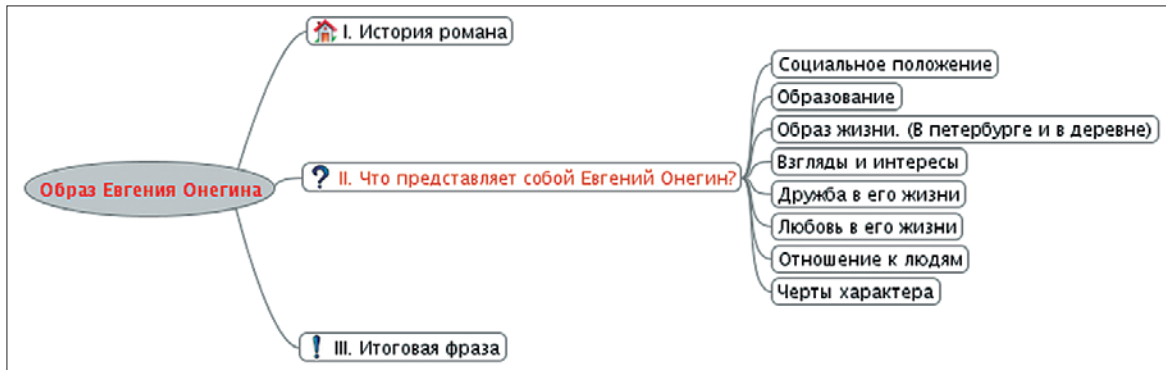 Образ Евгения Онегина
I. История романа
II. Что представляет собой Евгений Онегин?
Социальное положение
Образование
Образ жизни. (В петербурге и в деревне)
Взгляды и интересы
Дружба в его жизни
Любовь в его жизни
Отношение к людям
Черты характера
III. Итоговая фраза